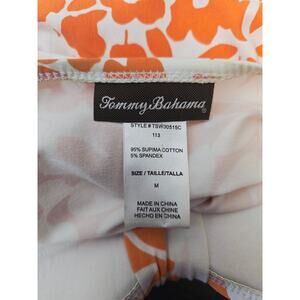 Tommy Bahama
STYLE # TSW30515C
113
95% SUPIMA COTTON
5% SPANDEX
SIZE / TAILLE/TALLA
M
MADE IN CHINA
FAIT AUX CHINE
HECHO EN CHINA